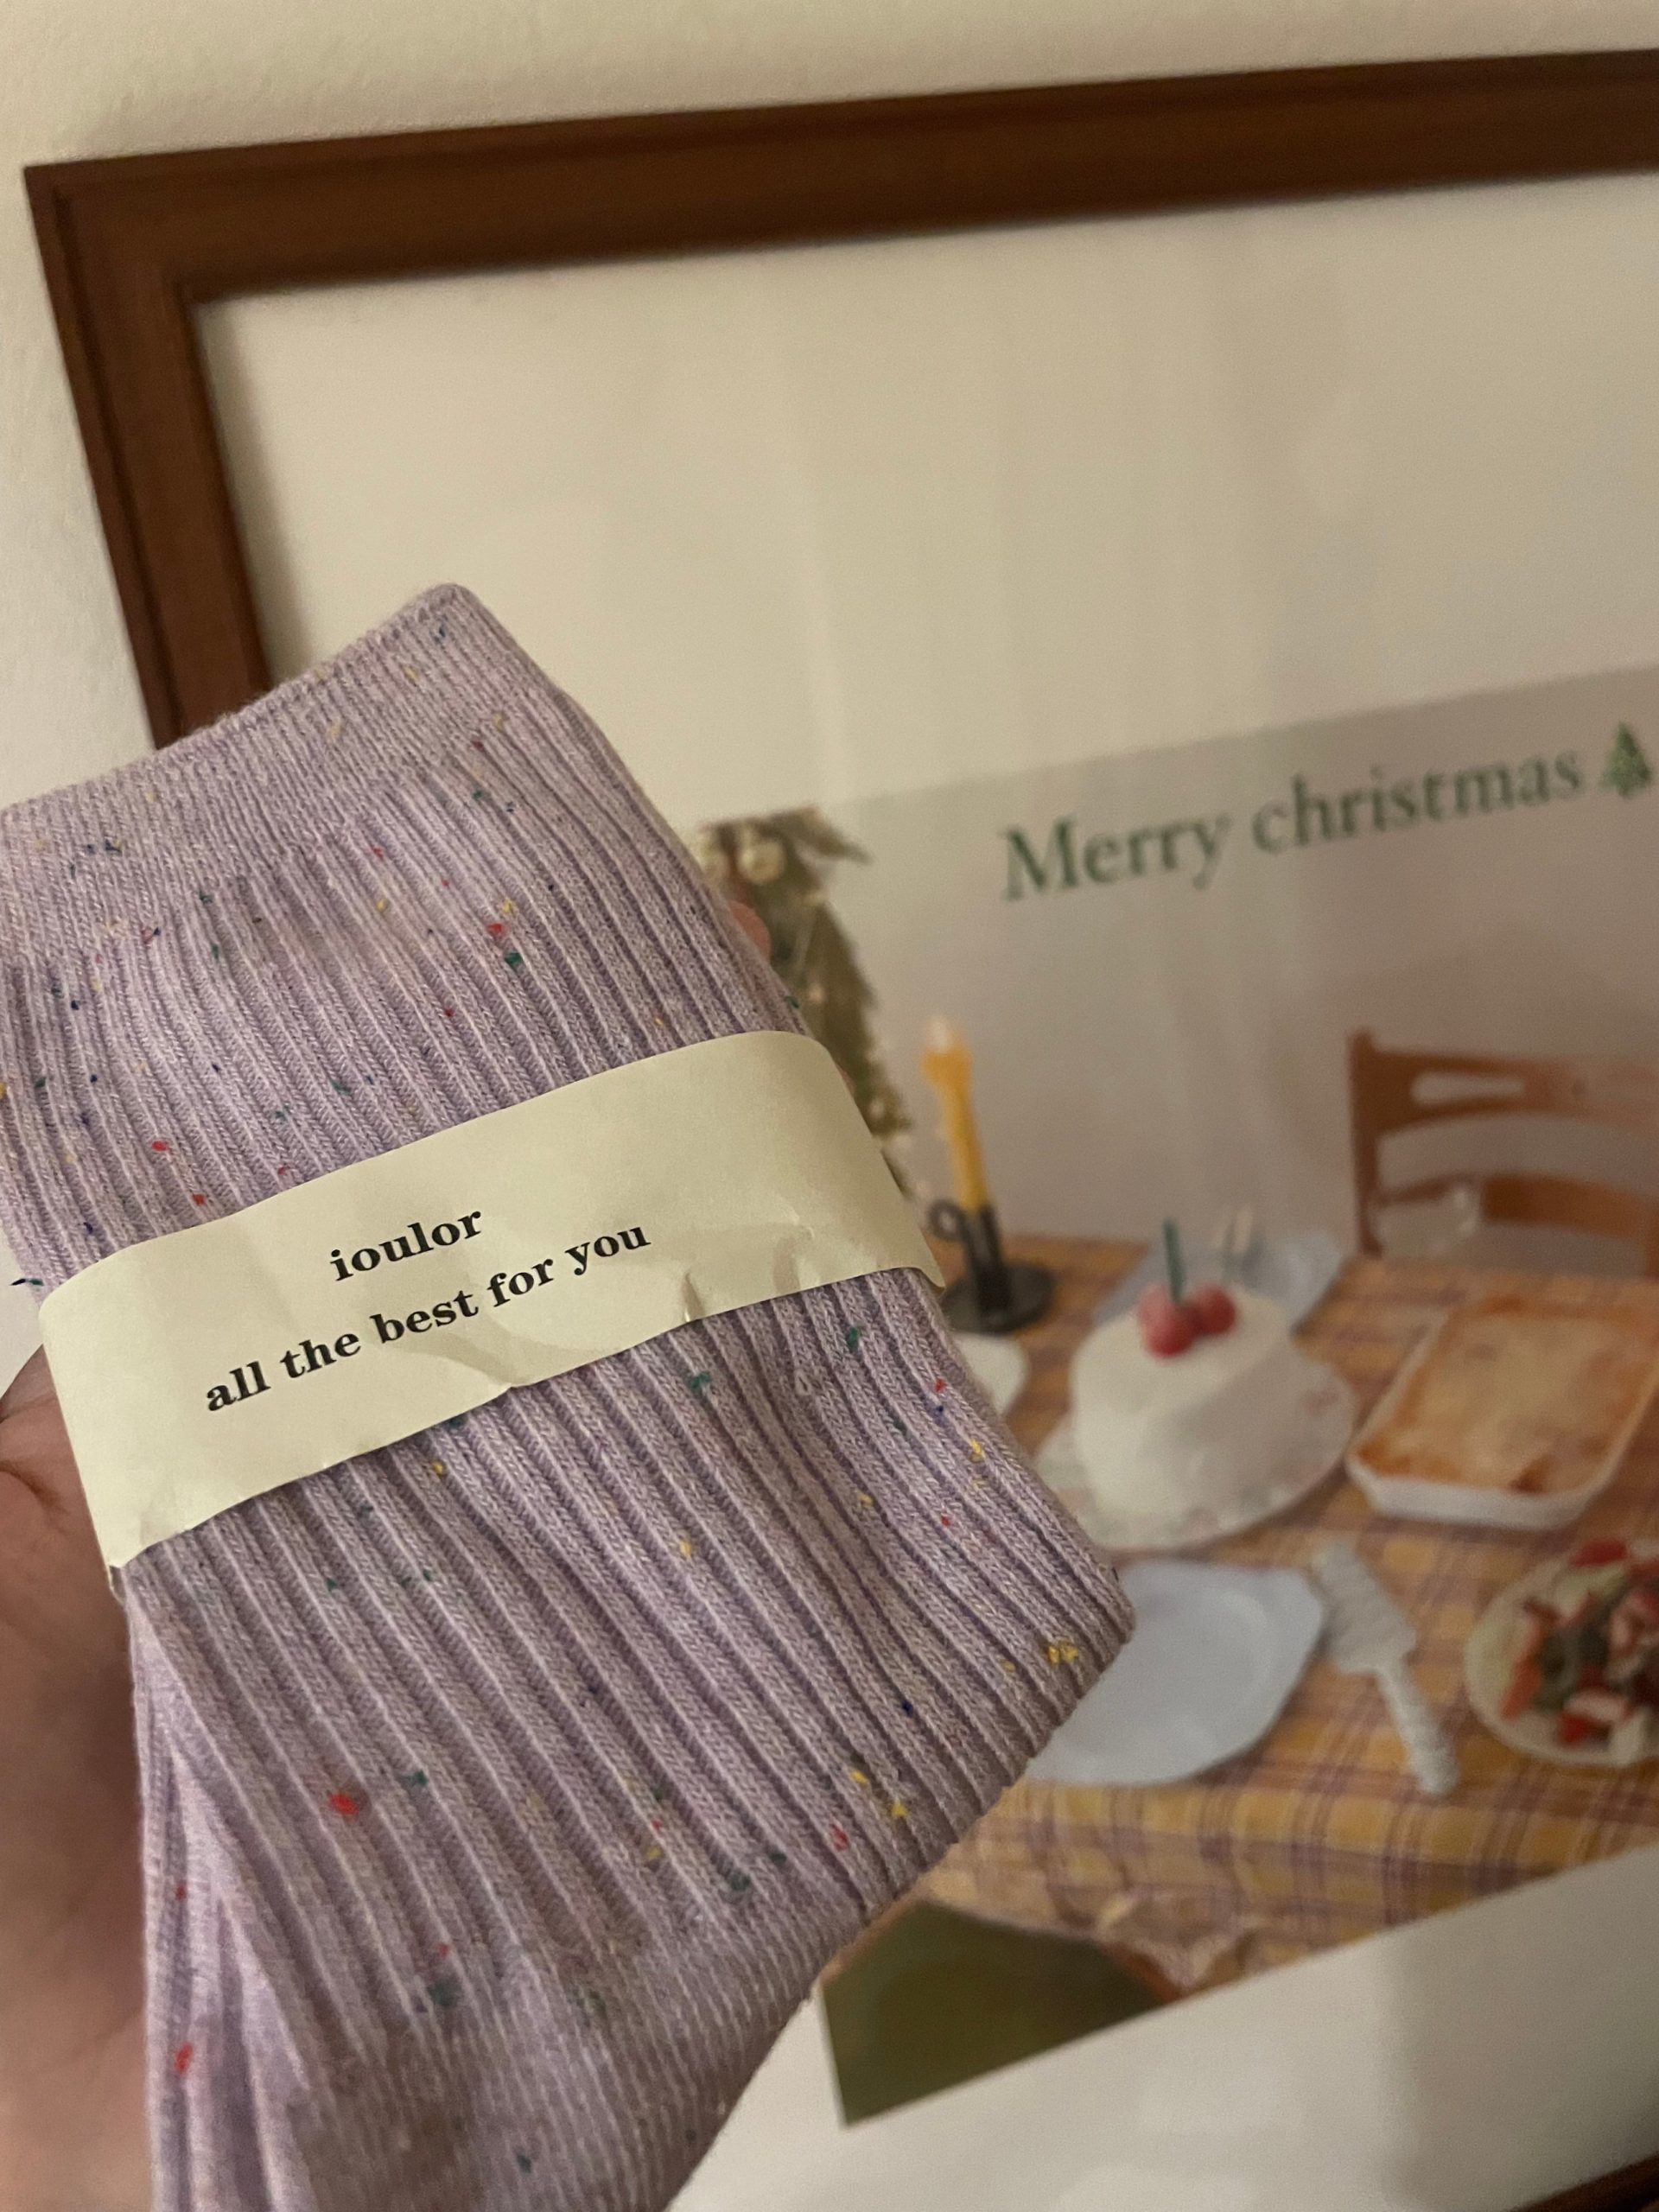 Merry christmas🎄
ioulor
all the best for you